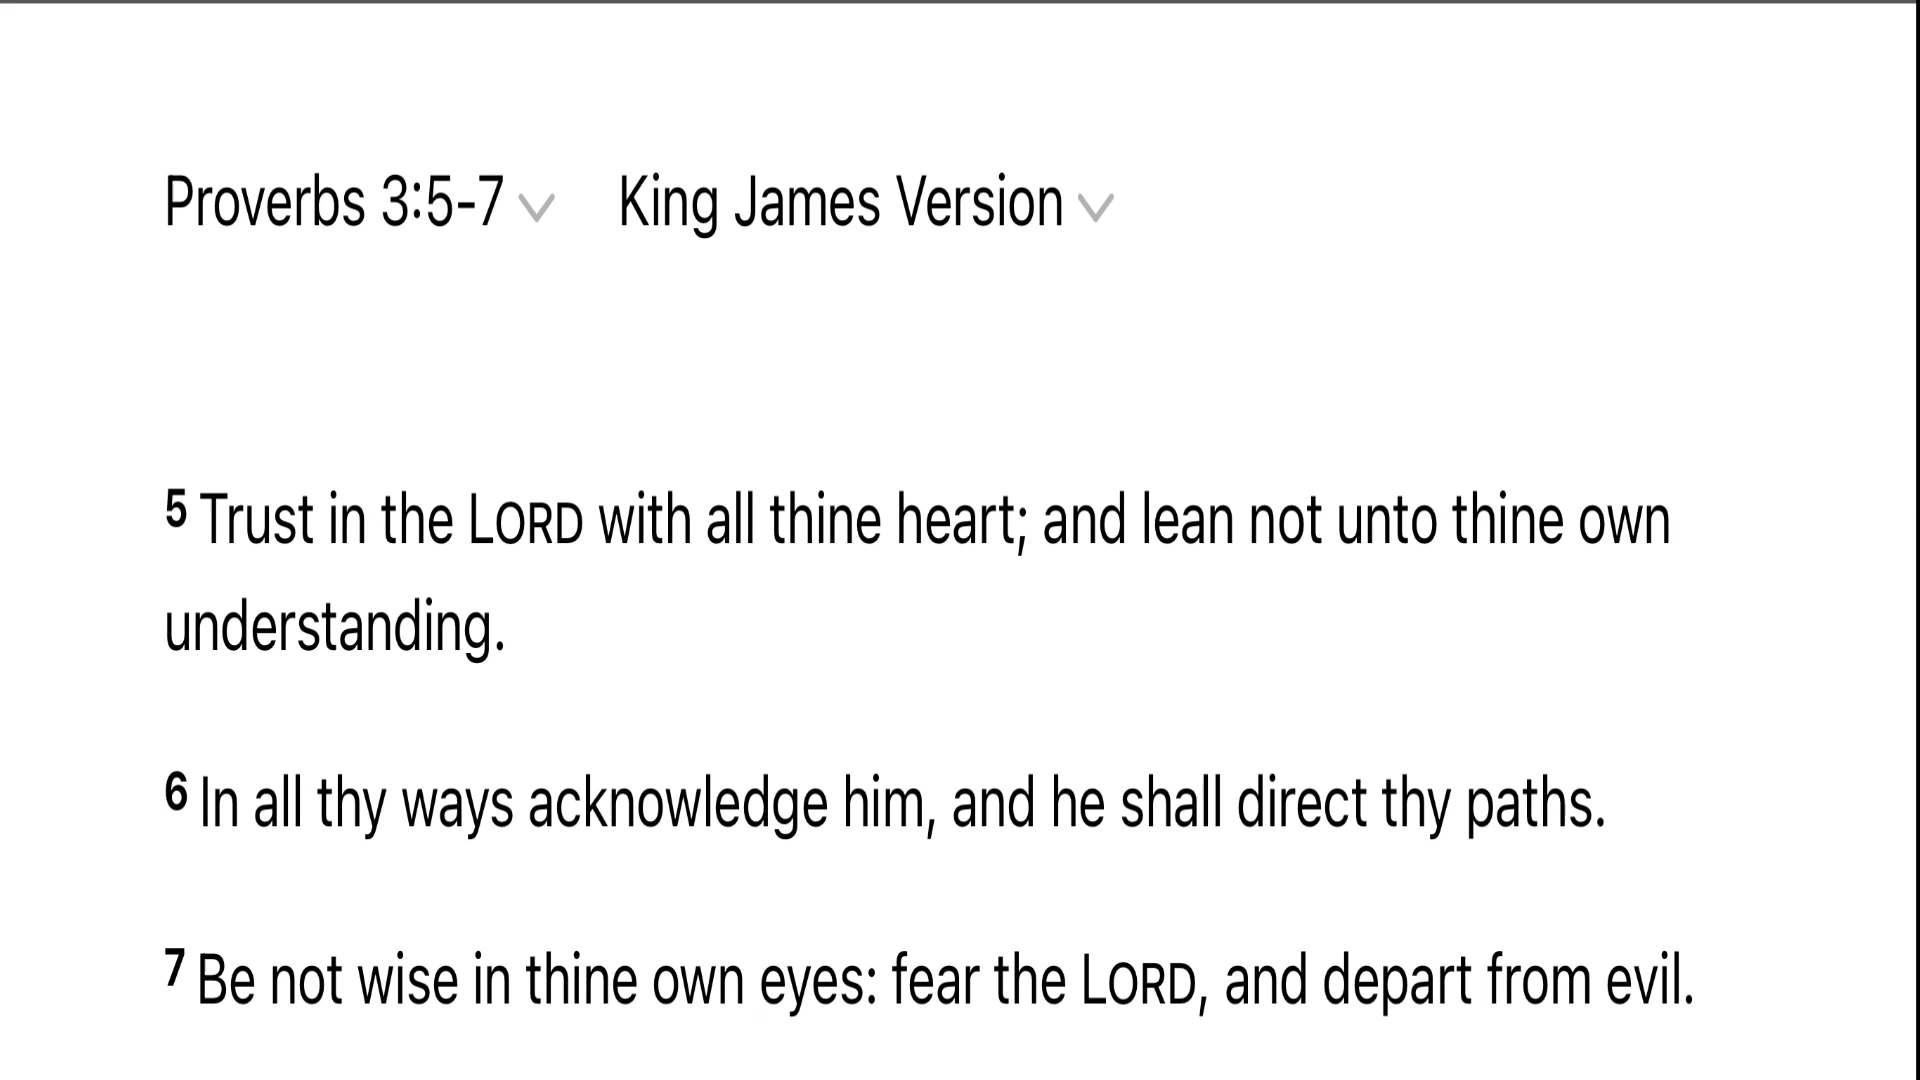 Proverbs 3:5-7 King James Version
5 Trust in the LORD with all thine heart; and lean not unto thine own
understanding.
6 In all thy ways acknowledge him, and he shall direct thy paths.
7 Be not wise in thine own eyes: fear the LORD, and depart from evil.